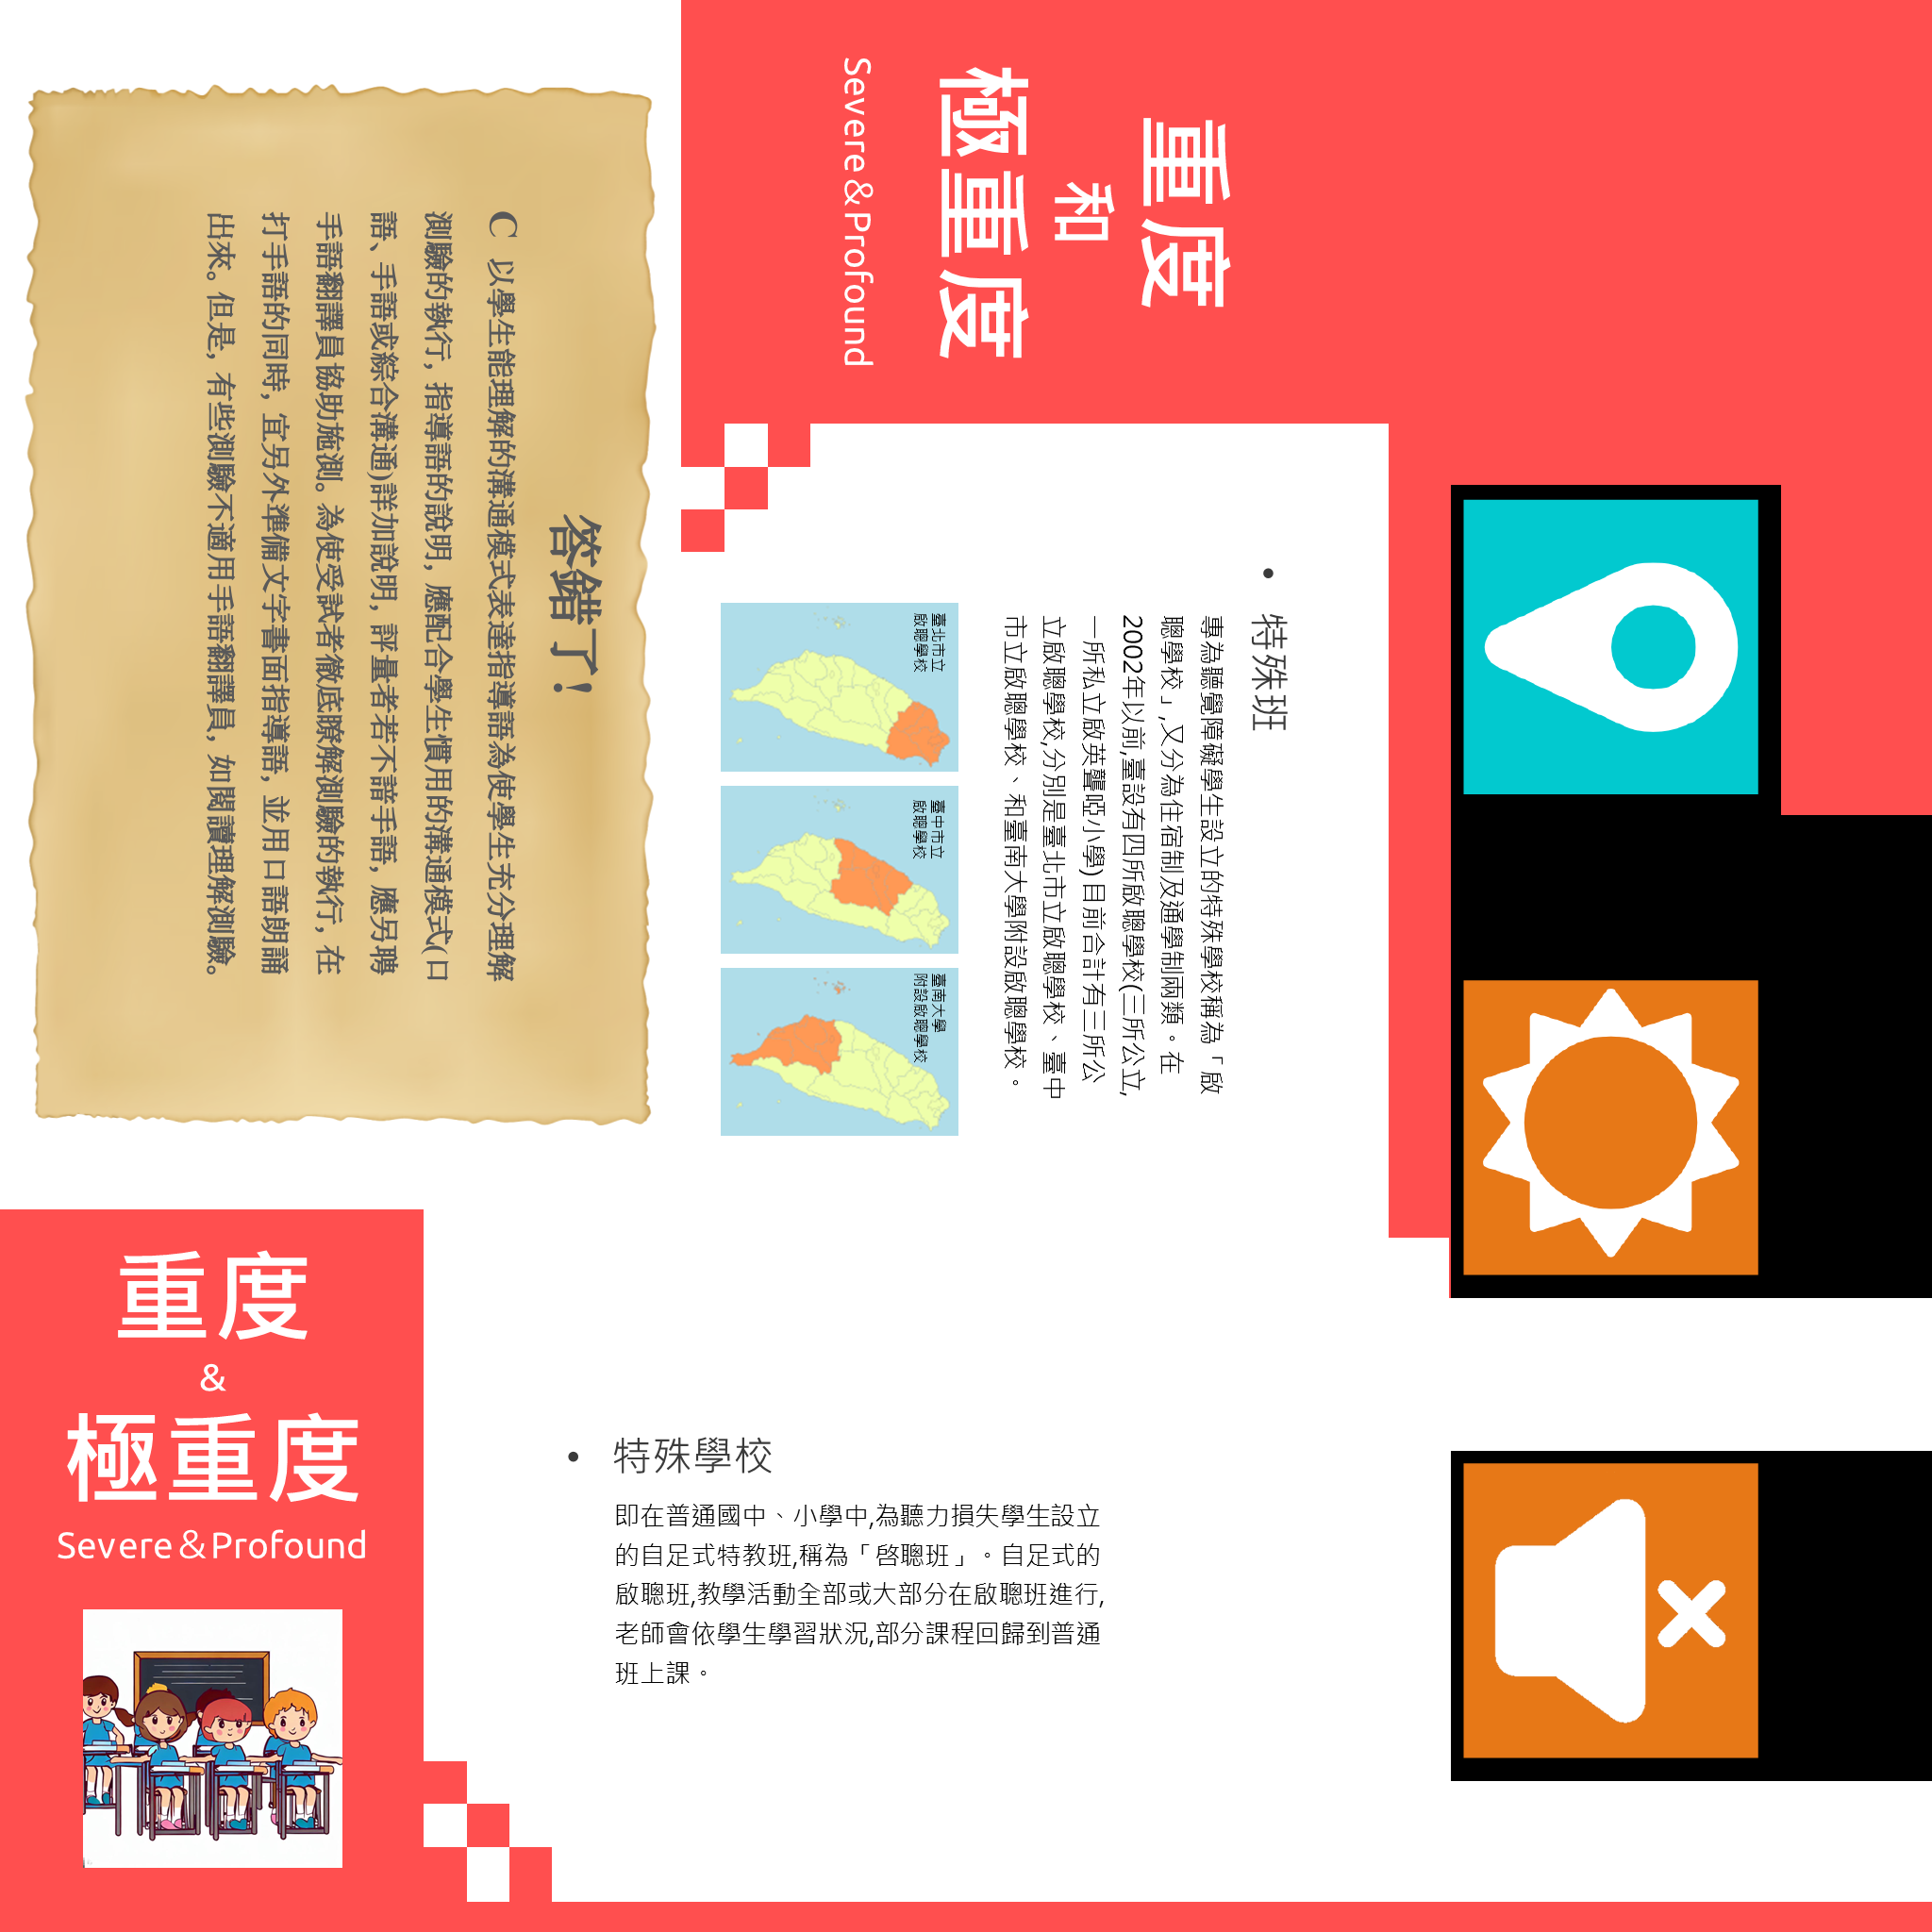 答錯了!
C 以學生能理解的溝通模式表達指導語為使學生充分理解
測驗的執行，指導語的說明，應配合學生慣用的溝通模式(口
語、手語或綜合溝通)詳加說明，評量者若不諳手語，應另聘
手語翻譯員協助施測。為使受試者徹底瞭解測驗的執行，在
打手語的同時，宜另外準備文字書面指導語，並用口語朗誦
出來。但是，有些測驗不適用手語翻譯員，如閱讀理解測驗。
重度
和
極重度
Severe&Profound
• 特殊班
專為聽覺障礙學生設立的特殊學校稱為「啟
聰學校」,又分為住宿制及通學制兩類。在
2002年以前,臺設有四所啟聰學校(三所公立,
一所私立啟英聾啞小學) 目前合計有三所公
立啟聰學校,分別是臺北市立啟聰學校、臺中
市立啟聰學校、和臺南大學附設啟聰學校。
臺北市立
啟聰學校
臺中市立
啟聰學校
臺南大學
附設啟聰學校
重度
&
極重度
Severe&Profound
• 特殊學校
即在普通國中、小學中,為聽力損失學生設立
的自足式特教班,稱為「啓聰班」。自足式的
啟聰班,教學活動全部或大部分在啟聰班進行,
老師會依學生學習狀況,部分課程回歸到普通
班上課。